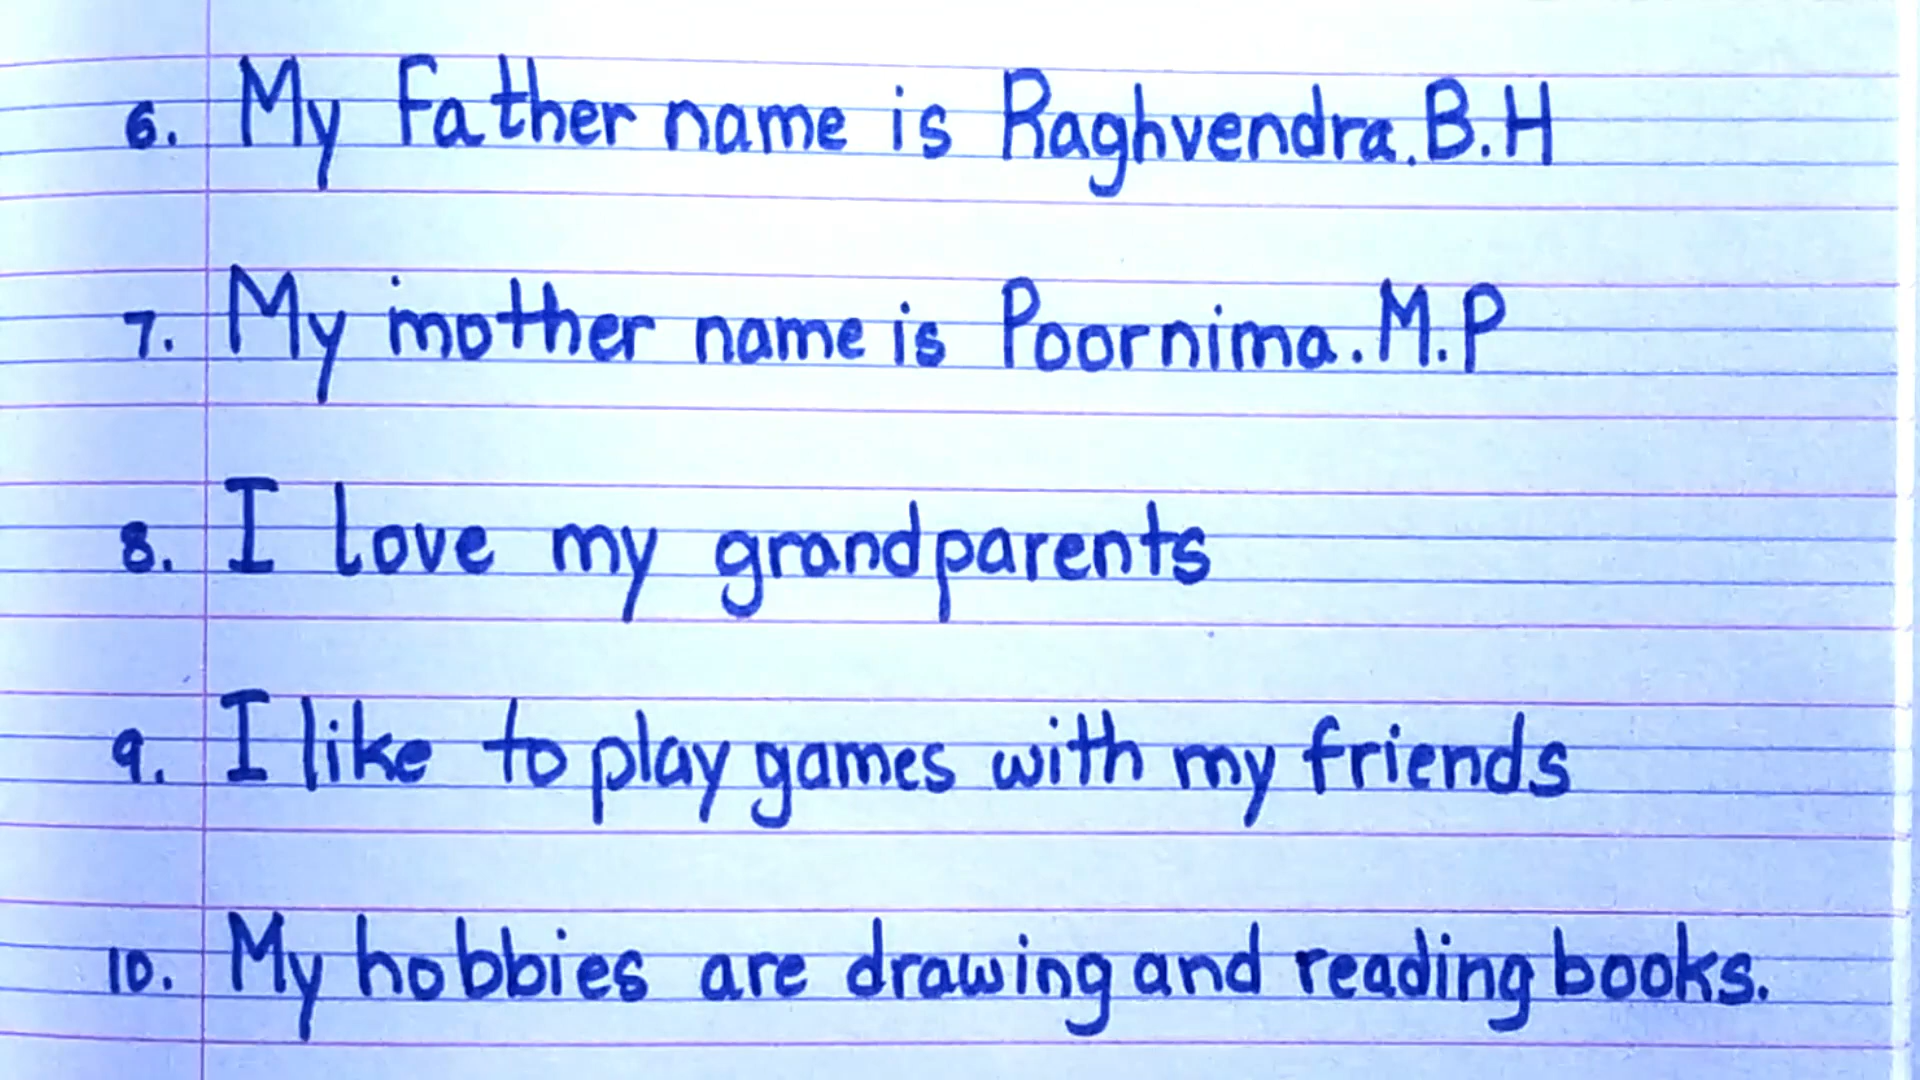 6. My Father name is Raghvendra.B.H
7. My mother name is Poornima.M.P
8. I love my grandparents
9. I like to play games with my friends
10. My hobbies are drawing and reading books.